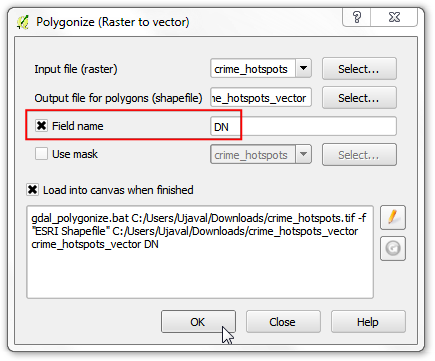 Polygonize (Raster to vector)
Input file (raster) crime_hotspots Select...
Output file for polygons (shapefile) ne_hotspots_vector Select...
Field name DN
Use mask crime_hotspots Select...
Load into canvas when finished
gdal_polygonize.bat C:/Users/Ujaval/Downloads/crime_hotspots.tif -f
"ESRI Shapefile" C:/Users/Ujaval/Downloads/crime_hotspots_vector
crime_hotspots_vector DN
OK Close Help